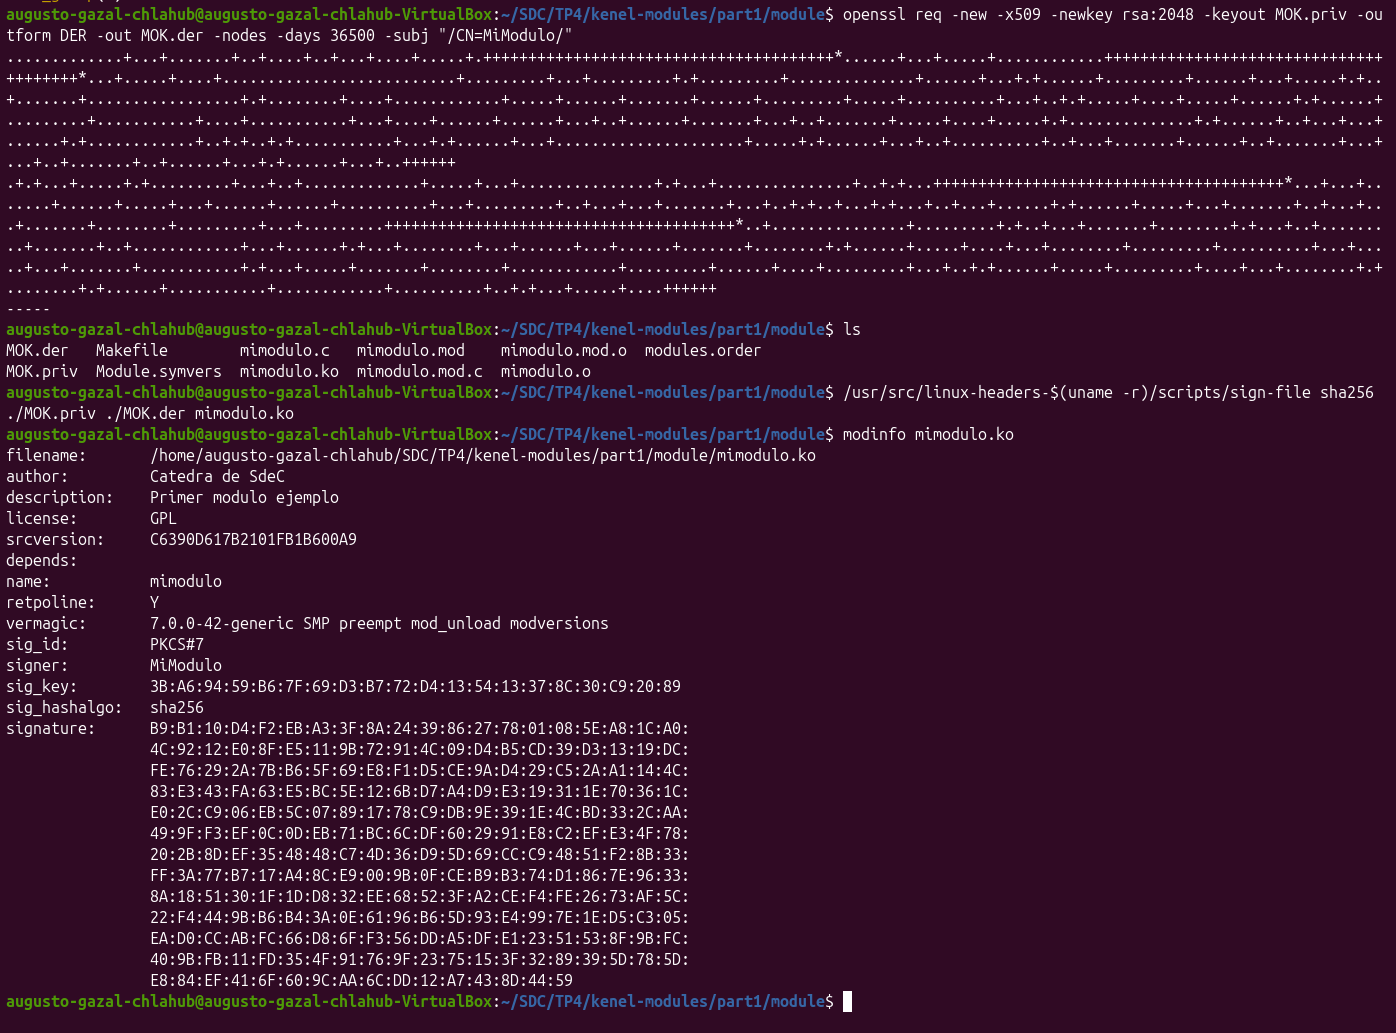 augusto-gazal-chlahub@augusto-gazal-chlahub-VirtualBox:~/SDC/TP4/kenel-modules/part1/module$ openssl req -new -x509 -newkey rsa:2048 -keyout MOK.priv -ou
tform DER -out MOK.der -nodes -days 36500 -subj "/CN=MiModulo/"
-----
augusto-gazal-chlahub@augusto-gazal-chlahub-VirtualBox:~/SDC/TP4/kenel-modules/part1/module$ ls
MOK.der   Makefile        mimodulo.c   mimodulo.mod    mimodulo.mod.o  modules.order
MOK.priv  Module.symvers  mimodulo.ko  mimodulo.mod.c  mimodulo.o
augusto-gazal-chlahub@augusto-gazal-chlahub-VirtualBox:~/SDC/TP4/kenel-modules/part1/module$ /usr/src/linux-headers-$(uname -r)/scripts/sign-file sha256
./MOK.priv ./MOK.der mimodulo.ko
augusto-gazal-chlahub@augusto-gazal-chlahub-VirtualBox:~/SDC/TP4/kenel-modules/part1/module$ modinfo mimodulo.ko
filename:       /home/augusto-gazal-chlahub/SDC/TP4/kenel-modules/part1/module/mimodulo.ko
author:         Catedra de SdeC
description:    Primer modulo ejemplo
license:        GPL
srcversion:     C6390D617B2101FB1B600A9
depends:
name:           mimodulo
retpoline:      Y
vermagic:       7.0.0-42-generic SMP preempt mod_unload modversions
sig_id:         PKCS#7
signer:         MiModulo
sig_key:        3B:A6:94:59:B6:7F:69:D3:B7:72:D4:13:54:13:37:8C:30:C9:20:89
sig_hashalgo:   sha256
signature:      B9:B1:10:D4:F2:EB:A3:3F:8A:24:39:86:27:78:01:08:5E:A8:1C:A0:
                4C:92:12:E0:8F:E5:11:9B:72:91:4C:09:D4:B5:CD:39:D3:13:19:DC:
                FE:76:29:2A:7B:B6:5F:69:E8:F1:D5:CE:9A:D4:29:C5:2A:A1:14:4C:
                83:E3:43:FA:63:E5:BC:5E:12:6B:D7:A4:D9:E3:19:31:1E:70:36:1C:
                E0:2C:C9:06:EB:5C:07:89:17:78:C9:DB:9E:39:1E:4C:BD:33:2C:AA:
                49:9F:F3:EF:0C:0D:EB:71:BC:6C:DF:60:29:91:E8:C2:EF:E3:4F:78:
                20:2B:8D:EF:35:48:48:C7:4D:36:D9:5D:69:CC:C9:48:51:F2:8B:33:
                FF:3A:77:B7:17:A4:8C:E9:00:9B:0F:CE:B9:B3:74:D1:86:7E:96:33:
                8A:18:51:30:1F:1D:D8:32:EE:68:52:3F:A2:CE:F4:FE:26:73:AF:5C:
                22:F4:44:9B:B6:B4:3A:0E:61:96:B6:5D:93:E4:99:7E:1E:D5:C3:05:
                EA:D0:CC:AB:FC:66:D8:6F:F3:56:DD:A5:DF:E1:23:51:53:8F:9B:FC:
                40:9B:FB:11:FD:35:4F:91:76:9F:23:75:15:3F:32:89:39:5D:78:5D:
                E8:84:EF:41:6F:60:9C:AA:6C:DD:12:A7:43:8D:44:59
augusto-gazal-chlahub@augusto-gazal-chlahub-VirtualBox:~/SDC/TP4/kenel-modules/part1/module$